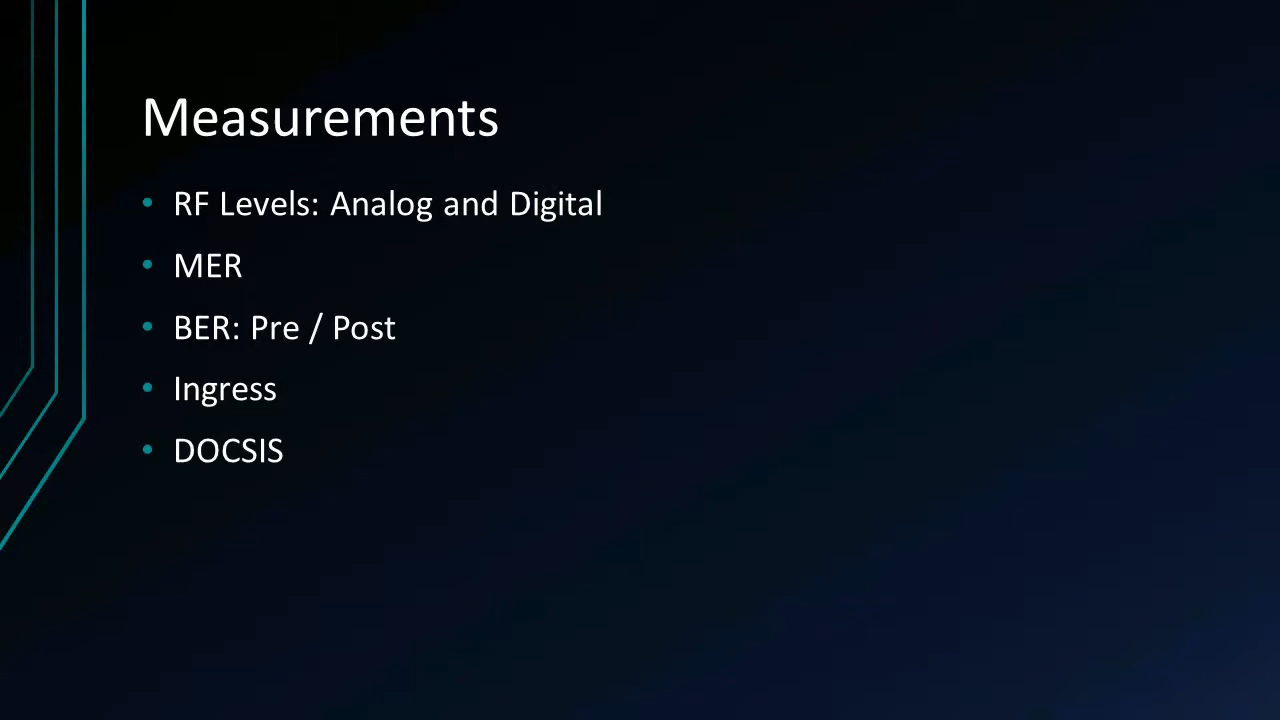 Measurements
• RF Levels: Analog and Digital
• MER
• BER: Pre / Post
• Ingress
• DOCSIS